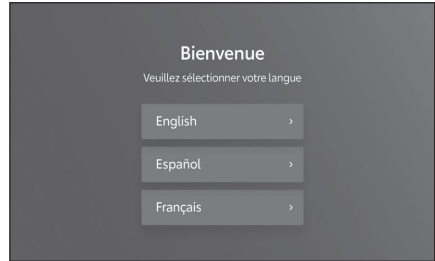 Bienvenue
Veuillez sélectionner votre langue
English
Español
Français